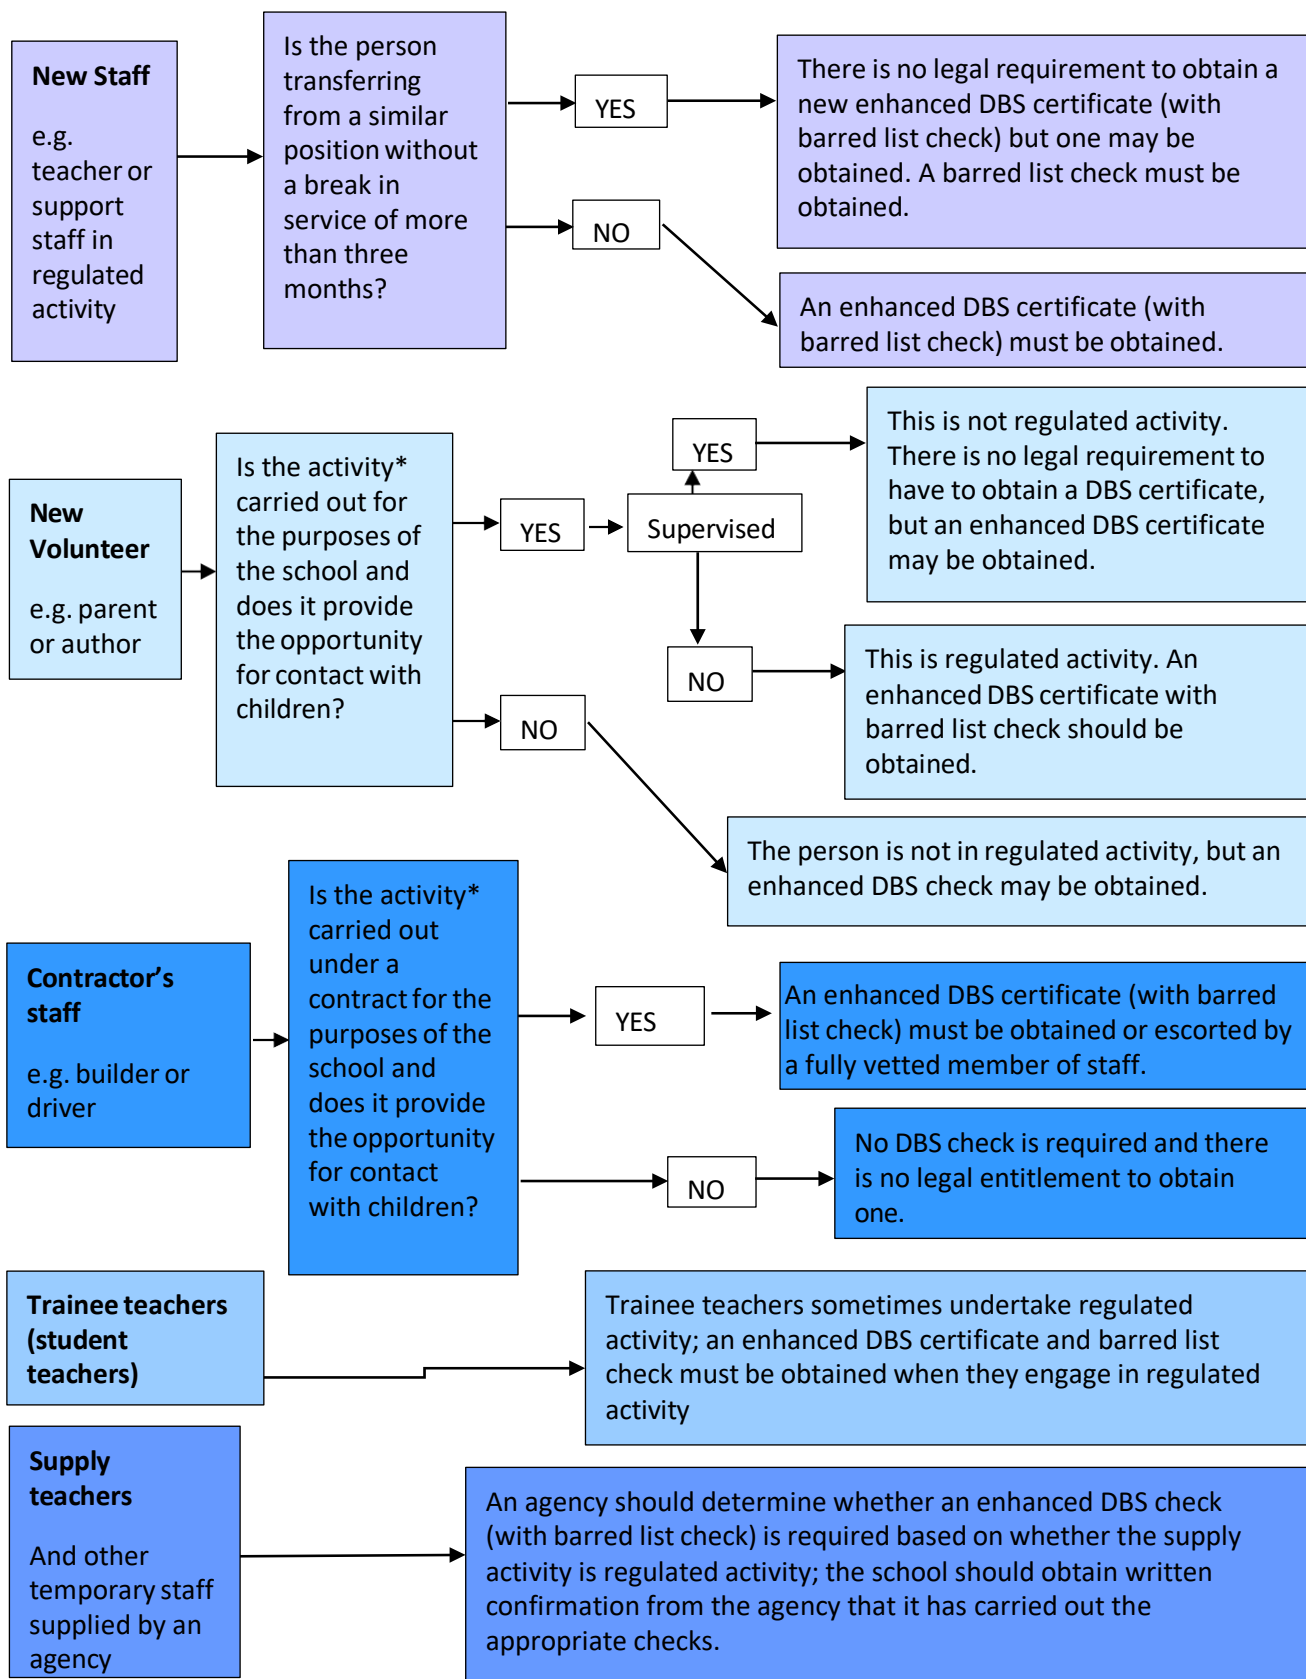 New Staff
e.g.
teacher or
support
staff in
regulated
activity
Is the person
transferring
from a similar
position without
a break in
service of more
than three
months?
YES
There is no legal requirement to obtain a
new enhanced DBS certificate (with
barred list check) but one may be
obtained. A barred list check must be
obtained.
NO
An enhanced DBS certificate (with
barred list check) must be obtained.
New
Volunteer
e.g. parent
or author
Is the activity*
carried out for
the purposes of
the school and
does it provide
the opportunity
for contact with
children?
YES
Supervised
YES
This is not regulated activity.
There is no legal requirement to
have to obtain a DBS certificate,
but an enhanced DBS certificate
may be obtained.
NO
This is regulated activity. An
enhanced DBS certificate with
barred list check should be
obtained.
NO
The person is not in regulated activity, but an
enhanced DBS check may be obtained.
Contractor’s
staff
e.g. builder or
driver
Is the activity*
carried out
under a
contract for the
purposes of the
school and
does it provide
the opportunity
for contact
with children?
YES
An enhanced DBS certificate (with barred
list check) must be obtained or escorted by
a fully vetted member of staff.
NO
No DBS check is required and there
is no legal entitlement to obtain
one.
Trainee teachers
(student
teachers)
Trainee teachers sometimes undertake regulated
activity; an enhanced DBS certificate and barred list
check must be obtained when they engage in regulated
activity
Supply
teachers
And other
temporary staff
supplied by an
agency
An agency should determine whether an enhanced DBS check
(with barred list check) is required based on whether the supply
activity is regulated activity; the school should obtain written
confirmation from the agency that it has carried out the
appropriate checks.